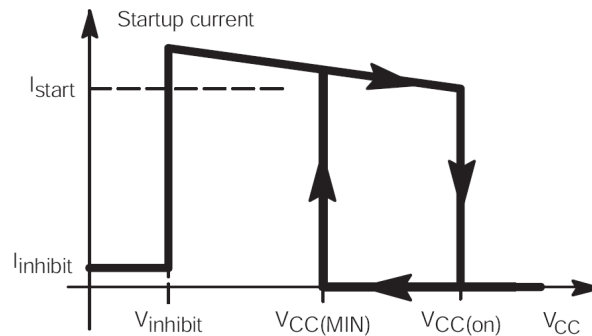 Startup current
Istart
Iinhibit
Vinhibit
VCC(MIN)
VCC(on)
VCC